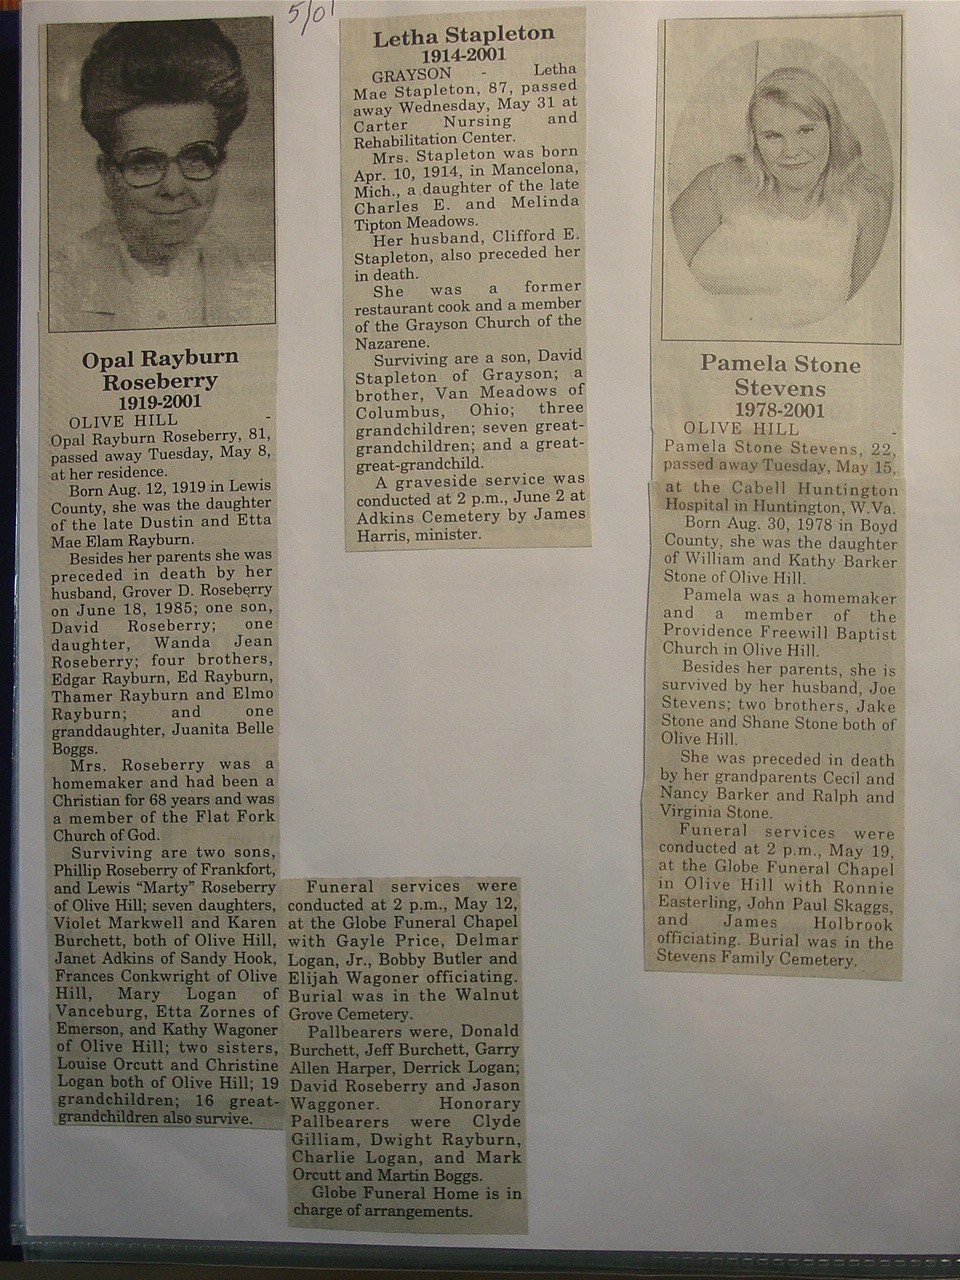 5/01
Opal Rayburn
Roseberry
1919-2001
OLIVE HILL -
Opal Rayburn Roseberry, 81,
passed away Tuesday, May 8,
at her residence.
Born Aug. 12, 1919 in Lewis
County, she was the daughter
of the late Dustin and Etta
Mae Elam Rayburn.
Besides her parents she was
preceded in death by her
husband, Grover D. Roseberry
on June 18, 1985; one son,
David Roseberry; one
daughter, Wanda Jean
Roseberry; four brothers,
Edgar Rayburn, Ed Rayburn,
Thamer Rayburn and Elmo
Rayburn; and one
granddaughter, Juanita Belle
Boggs.
Mrs. Roseberry was a
homemaker and had been a
Christian for 68 years and was
a member of the Flat Fork
Church of God.
Surviving are two sons,
Phillip Roseberry of Frankfort,
and Lewis “Marty” Roseberry
of Olive Hill; seven daughters,
Violet Markwell and Karen
Burchett, both of Olive Hill,
Janet Adkins of Sandy Hook,
Frances Conkwright of Olive
Hill, Mary Logan of
Vanceburg, Etta Zornes of
Emerson, and Kathy Wagoner
of Olive Hill; two sisters,
Louise Orcutt and Christine
Logan both of Olive Hill; 19
grandchildren; 16 great-
grandchildren also survive.
Funeral services were
conducted at 2 p.m., May 12,
at the Globe Funeral Chapel
with Gayle Price, Delmar
Logan, Jr., Bobby Butler and
Elijah Wagoner officiating.
Burial was in the Walnut
Grove Cemetery.
Pallbearers were, Donald
Burchett, Jeff Burchett, Garry
Allen Harper, Derrick Logan;
David Roseberry and Jason
Waggoner. Honorary
Pallbearers were Clyde
Gilliam, Dwight Rayburn,
Charlie Logan, and Mark
Orcutt and Martin Boggs.
Globe Funeral Home is in
charge of arrangements.
Letha Stapleton
1914-2001
GRAYSON - Letha
Mae Stapleton, 87, passed
away Wednesday, May 31 at
Carter Nursing and
Rehabilitation Center.
Mrs. Stapleton was born
Apr. 10, 1914, in Mancelona,
Mich., a daughter of the late
Charles E. and Melinda
Tipton Meadows.
Her husband, Clifford E.
Stapleton, also preceded her
in death.
She was a former
restaurant cook and a member
of the Grayson Church of the
Nazarene.
Surviving are a son, David
Stapleton of Grayson; a
brother, Van Meadows of
Columbus, Ohio; three
grandchildren; seven great-
grandchildren; and a great-
great-grandchild.
A graveside service was
conducted at 2 p.m., June 2 at
Adkins Cemetery by James
Harris, minister.
Pamela Stone
Stevens
1978-2001
OLIVE HILL -
Pamela Stone Stevens, 22,
passed away Tuesday, May 15,
at the Cabell Huntington
Hospital in Huntington, W.Va.
Born Aug. 30, 1978 in Boyd
County, she was the daughter
of William and Kathy Barker
Stone of Olive Hill.
Pamela was a homemaker
and a member of the
Providence Freewill Baptist
Church in Olive Hill.
Besides her parents, she is
survived by her husband, Joe
Stevens; two brothers, Jake
Stone and Shane Stone both of
Olive Hill.
She was preceded in death
by her grandparents Cecil and
Nancy Barker and Ralph and
Virginia Stone.
Funeral services were
conducted at 2 p.m., May 19,
at the Globe Funeral Chapel
in Olive Hill with Ronnie
Easterling, John Paul Skaggs,
and James Holbrook
officiating. Burial was in the
Stevens Family Cemetery.